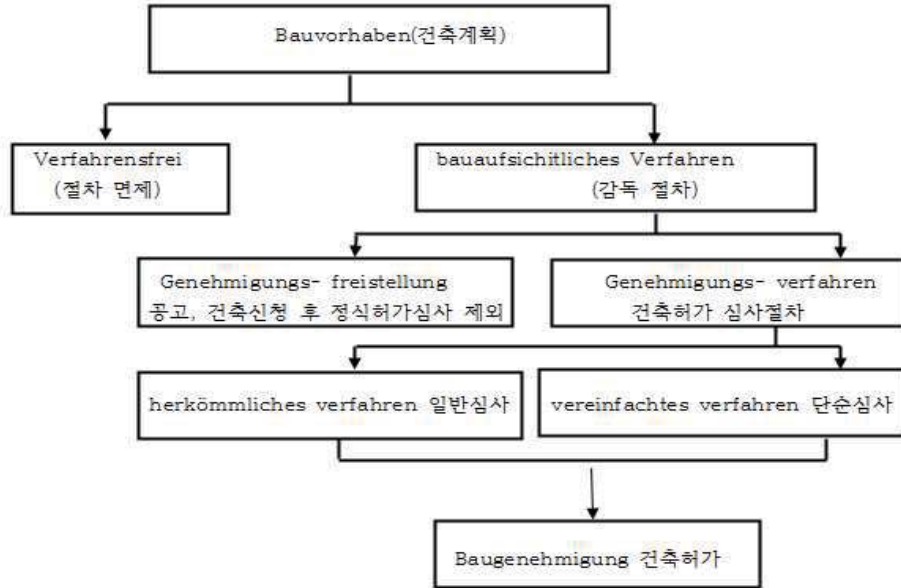 Bauvorhaben(건축계획)
Verfahrensfrei
(절차 면제)
bauaufsichitliches Verfahren
(감독 절차)
Genehmigungs- freistellung
공고, 건축신청 후 정식허가심사 제외
Genehmigungs- verfahren
건축허가 심사절차
herkömmliches verfahren 일반심사
vereinfachtes verfahren 단순심사
Baugenehmigung 건축허가